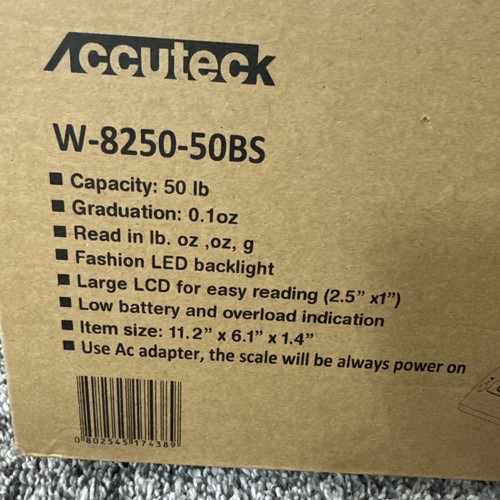 Accuteck
W-8250-50BS
■ Capacity: 50 lb
■ Graduation: 0.1oz
■ Read in lb. oz ,oz, g
■ Fashion LED backlight
■ Large LCD for easy reading (2.5” x1”)
■ Low battery and overload indication
■ Item size: 11.2” x 6.1” x 1.4”
■ Use Ac adapter, the scale will be always power on
0 802545 174389